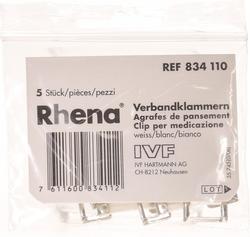 REF 834 110
5 Stück/pièces/pezzi
Rhena®
Verbandklammern
Agrafes de pansement
Clip per medicazione
weiss/blanc/bianco
IVF
IVF HARTMANN AG
CH-8212 Neuhausen
7 611600 834112
LOT